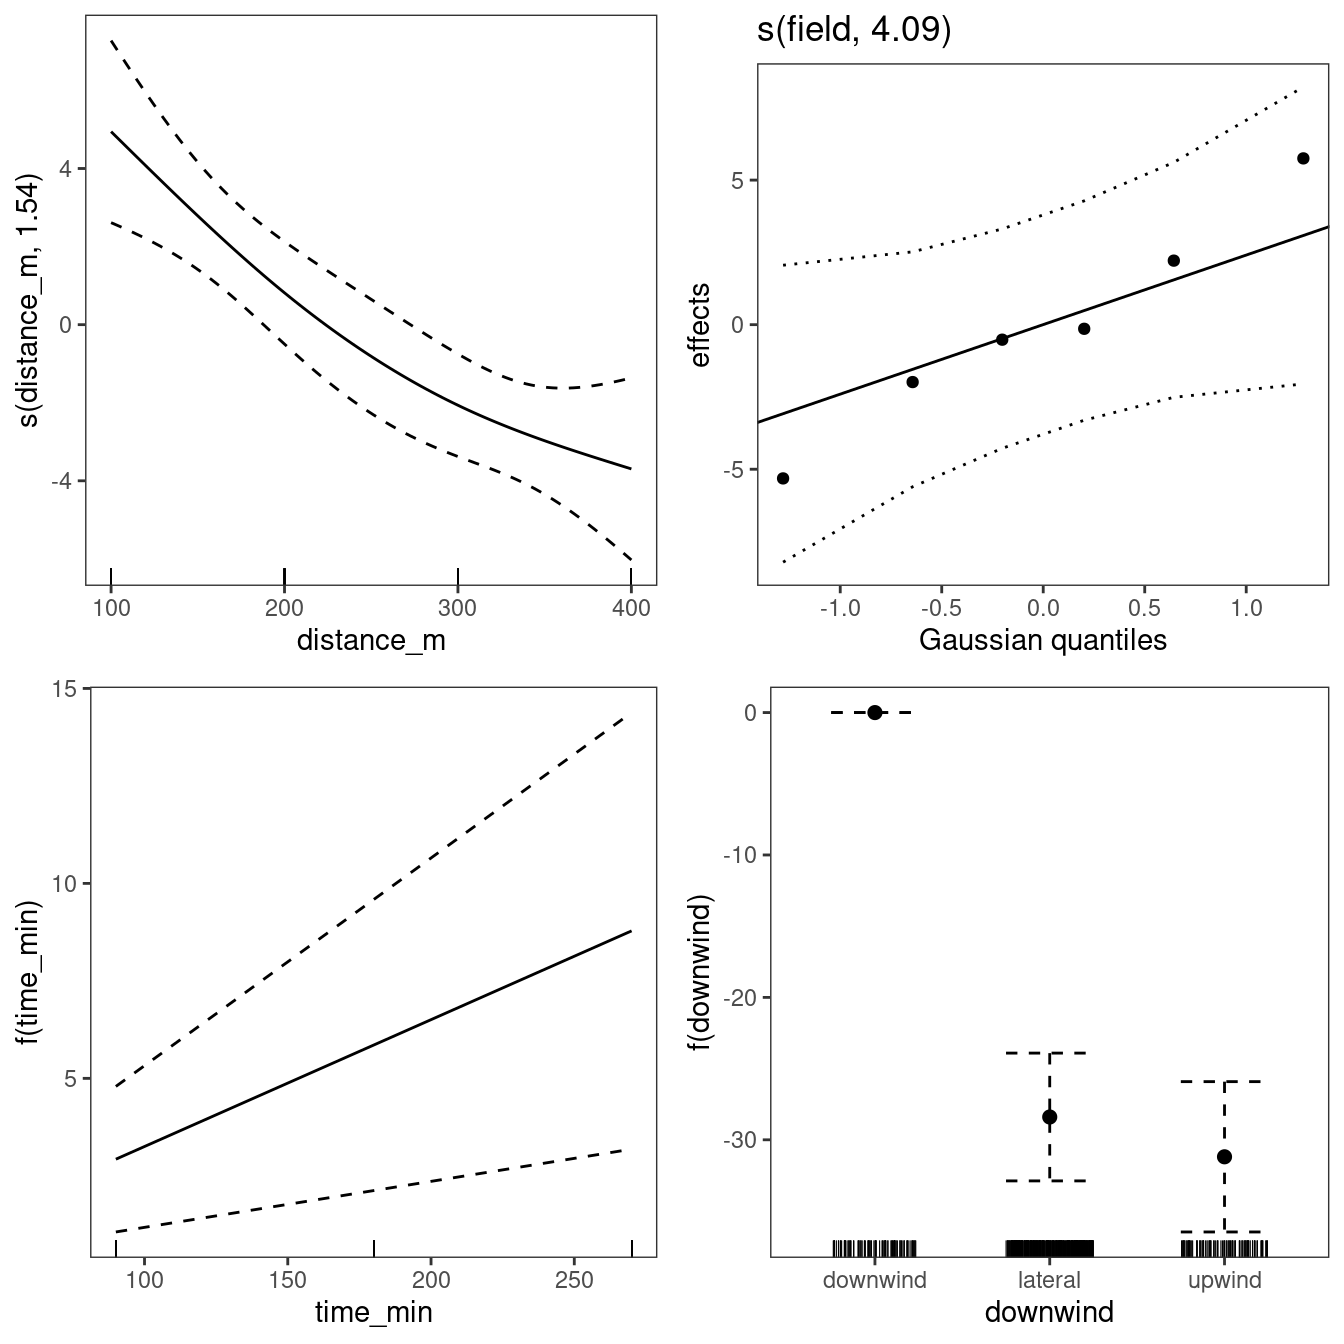 s(distance_m, 1.54)
4
0
-4
100 200 300 400
distance_m
s(field, 4.09)
effects
5
0
-5
-1.0 -0.5 0.0 0.5 1.0
Gaussian quantiles
f(time_min)
15
10
5
100 150 200 250
time_min
f(downwind)
0
-10
-20
-30
downwind lateral upwind
downwind